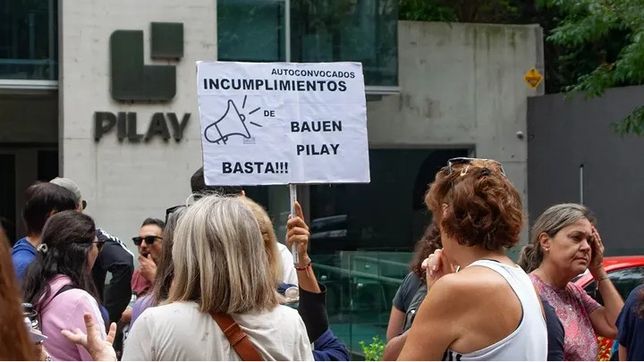 PILAY
AUTOCONVOCADOS
INCUMPLIMIENTOS
DE
BAUEN
PILAY
BASTA!!!